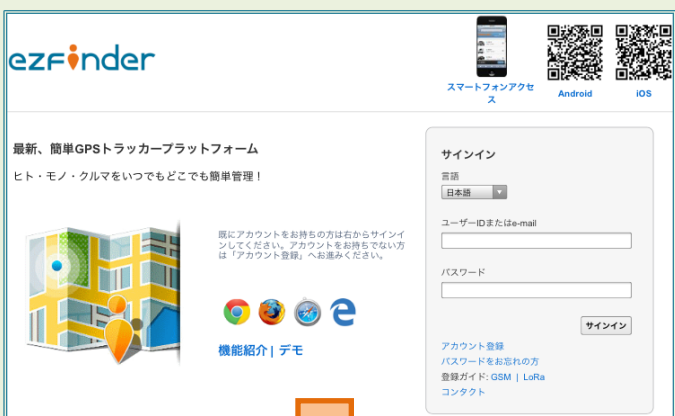 ezfinder
スマートフォンアクセ
ス
Android
iOS
最新、簡単GPSトラッカープラットフォーム
ヒト・モノ・クルマをいつでもどこでも簡単管理！
既にアカウントをお持ちの方は右からサインイ
ンしてください。アカウントをお持ちでない方
は「アカウント登録」へお進みください。
機能紹介 | デモ
サインイン
言語
日本語
ユーザーIDまたはe-mail
パスワード
サインイン
アカウント登録
パスワードをお忘れの方
登録ガイド: GSM | LoRa
コンタクト